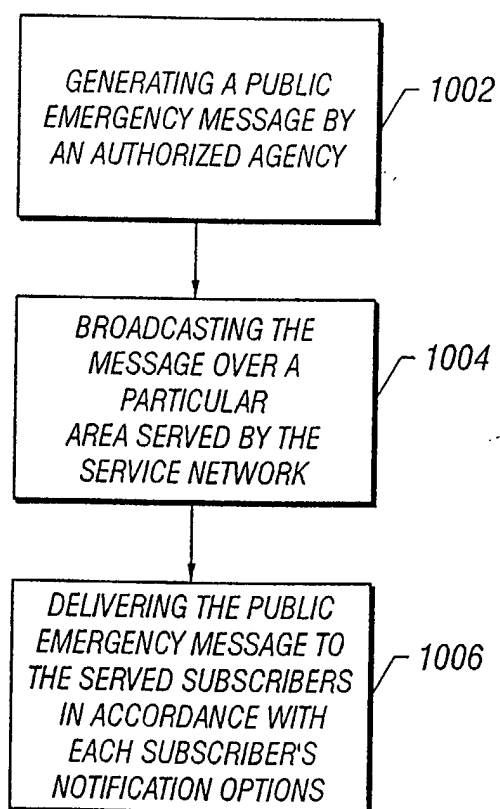 GENERATING A PUBLIC
EMERGENCY MESSAGE BY
AN AUTHORIZED AGENCY
1002
BROADCASTING THE
MESSAGE OVER A
PARTICULAR
AREA SERVED BY THE
SERVICE NETWORK
1004
DELIVERING THE PUBLIC
EMERGENCY MESSAGE TO
THE SERVED SUBSCRIBERS
IN ACCORDANCE WITH
EACH SUBSCRIBER'S
NOTIFICATION OPTIONS
1006